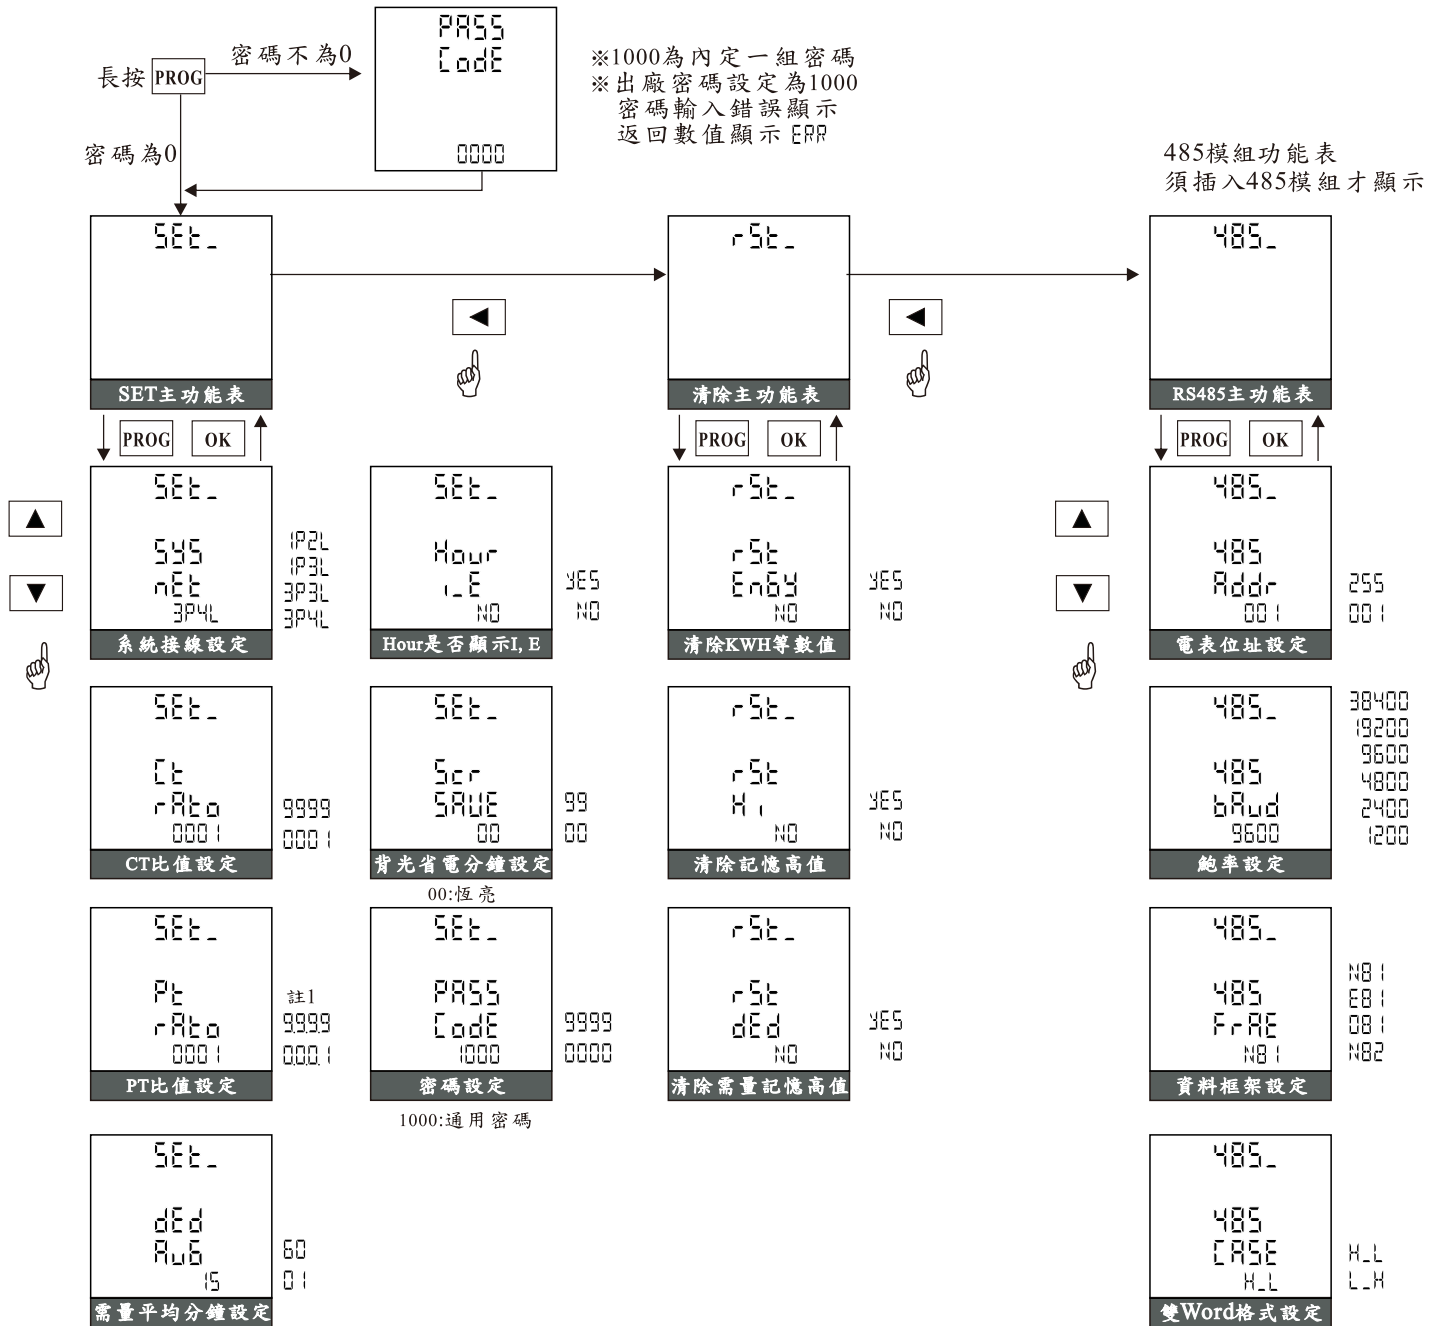 長按 PROG
密碼不為0
密碼為0
PASS
CodE
0000
※1000為內定一組密碼
※出廠密碼設定為1000
密碼輸入錯誤顯示
返回數值顯示 ERR
485模組功能表
須插入485模組才顯示
SEt_
SET主功能表
rSt_
清除主功能表
485_
RS485主功能表
PROG OK
PROG OK
PROG OK
SEt_
SYS
nEt
3P4L
系統接線設定
1P2L
1P3L
3P3L
3P4L
SEt_
Hour
i_E
NO
Hour是否顯示I, E
YES
NO
rSt_
rSt
EnGY
NO
清除KWH等數值
YES
NO
485_
485
Addr
001
電表位址設定
255
001
SEt_
Ct
rAto
0001
CT比值設定
9999
0001
SEt_
Scr
SAVE
00
背光省電分鐘設定
00:恆亮
99
00
rSt_
rSt
Hi
NO
清除記憶高值
YES
NO
485_
485
bAud
9600
鮑率設定
38400
19200
9600
4800
2400
1200
SEt_
Pt
rAto
0001
PT比值設定
註1
9.9.9.9
0.0.0.1
SEt_
PASS
CodE
1000
密碼設定
1000:通用密碼
9999
0000
rSt_
rSt
dEd
NO
清除需量記憶高值
YES
NO
485_
485
FrAE
N81
資料框架設定
N81
E81
O81
N82
SEt_
dEd
AvG
15
需量平均分鐘設定
60
01
485_
485
CASE
H_L
雙Word格式設定
H_L
L_H